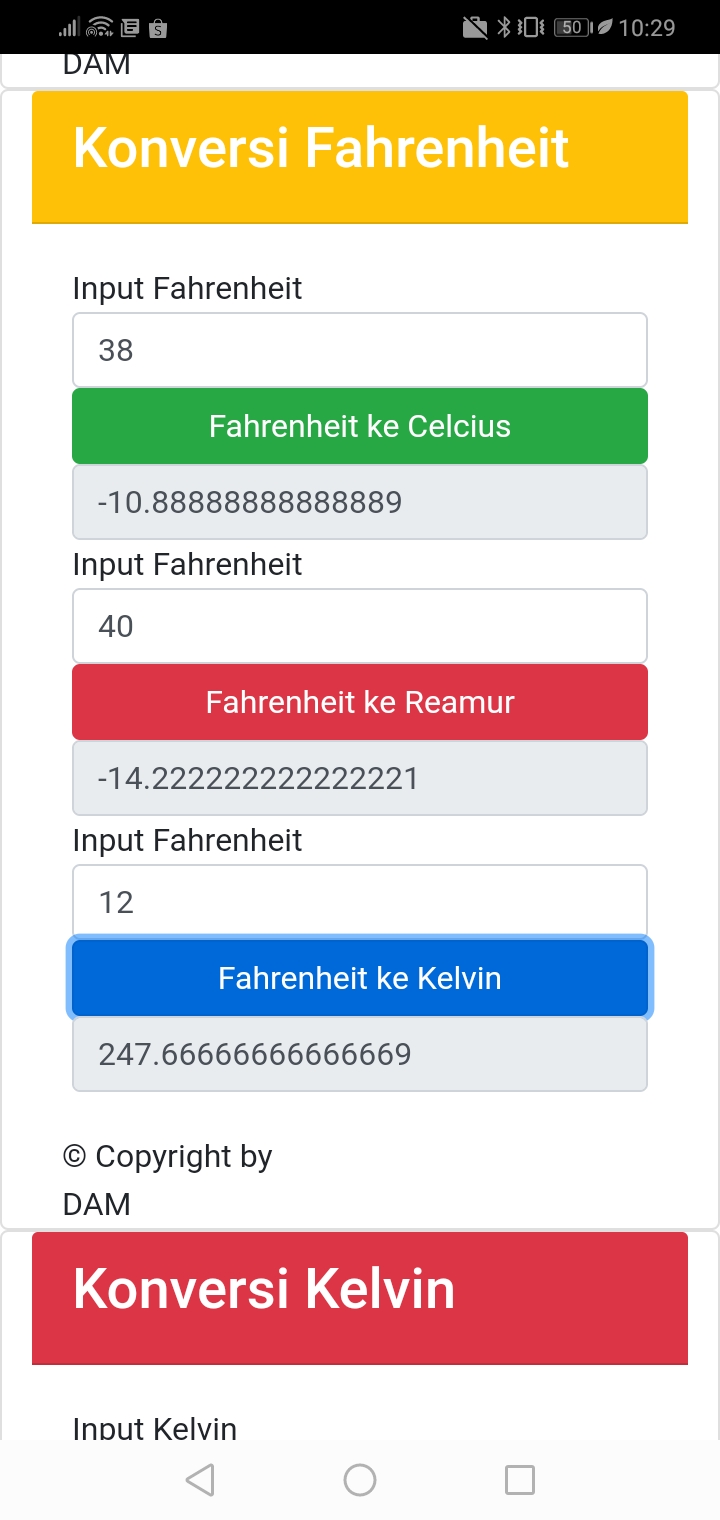 50 10:29
DAM
Konversi Fahrenheit
Input Fahrenheit
38
Fahrenheit ke Celcius
-10.88888888888889
Input Fahrenheit
40
Fahrenheit ke Reamur
-14.222222222222221
Input Fahrenheit
12
Fahrenheit ke Kelvin
247.66666666666669
© Copyright by
DAM
Konversi Kelvin
Input Kelvin